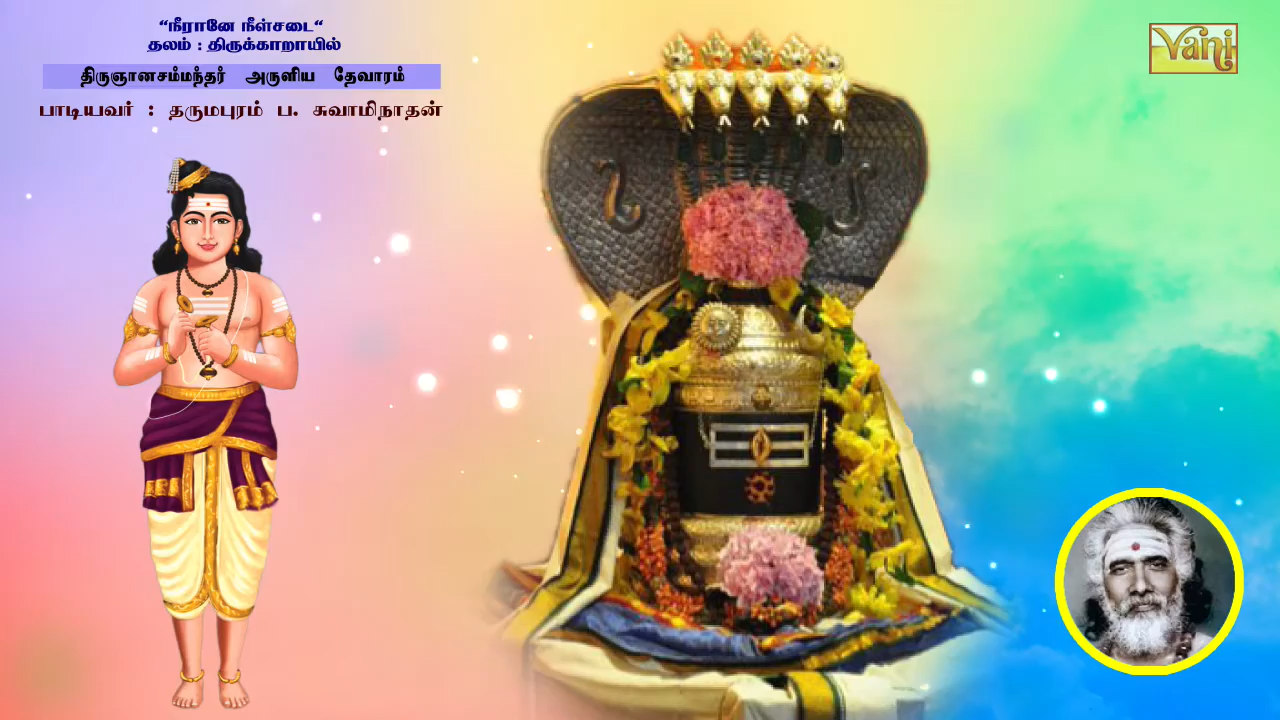 “நீரானே நீள்சடை“
தலம் : திருக்காறாயில்
திருஞானசம்மந்தர் அருளிய தேவாரம்
பாடியவர் : தருமபுரம் ப. சுவாமிநாதன்
Vani